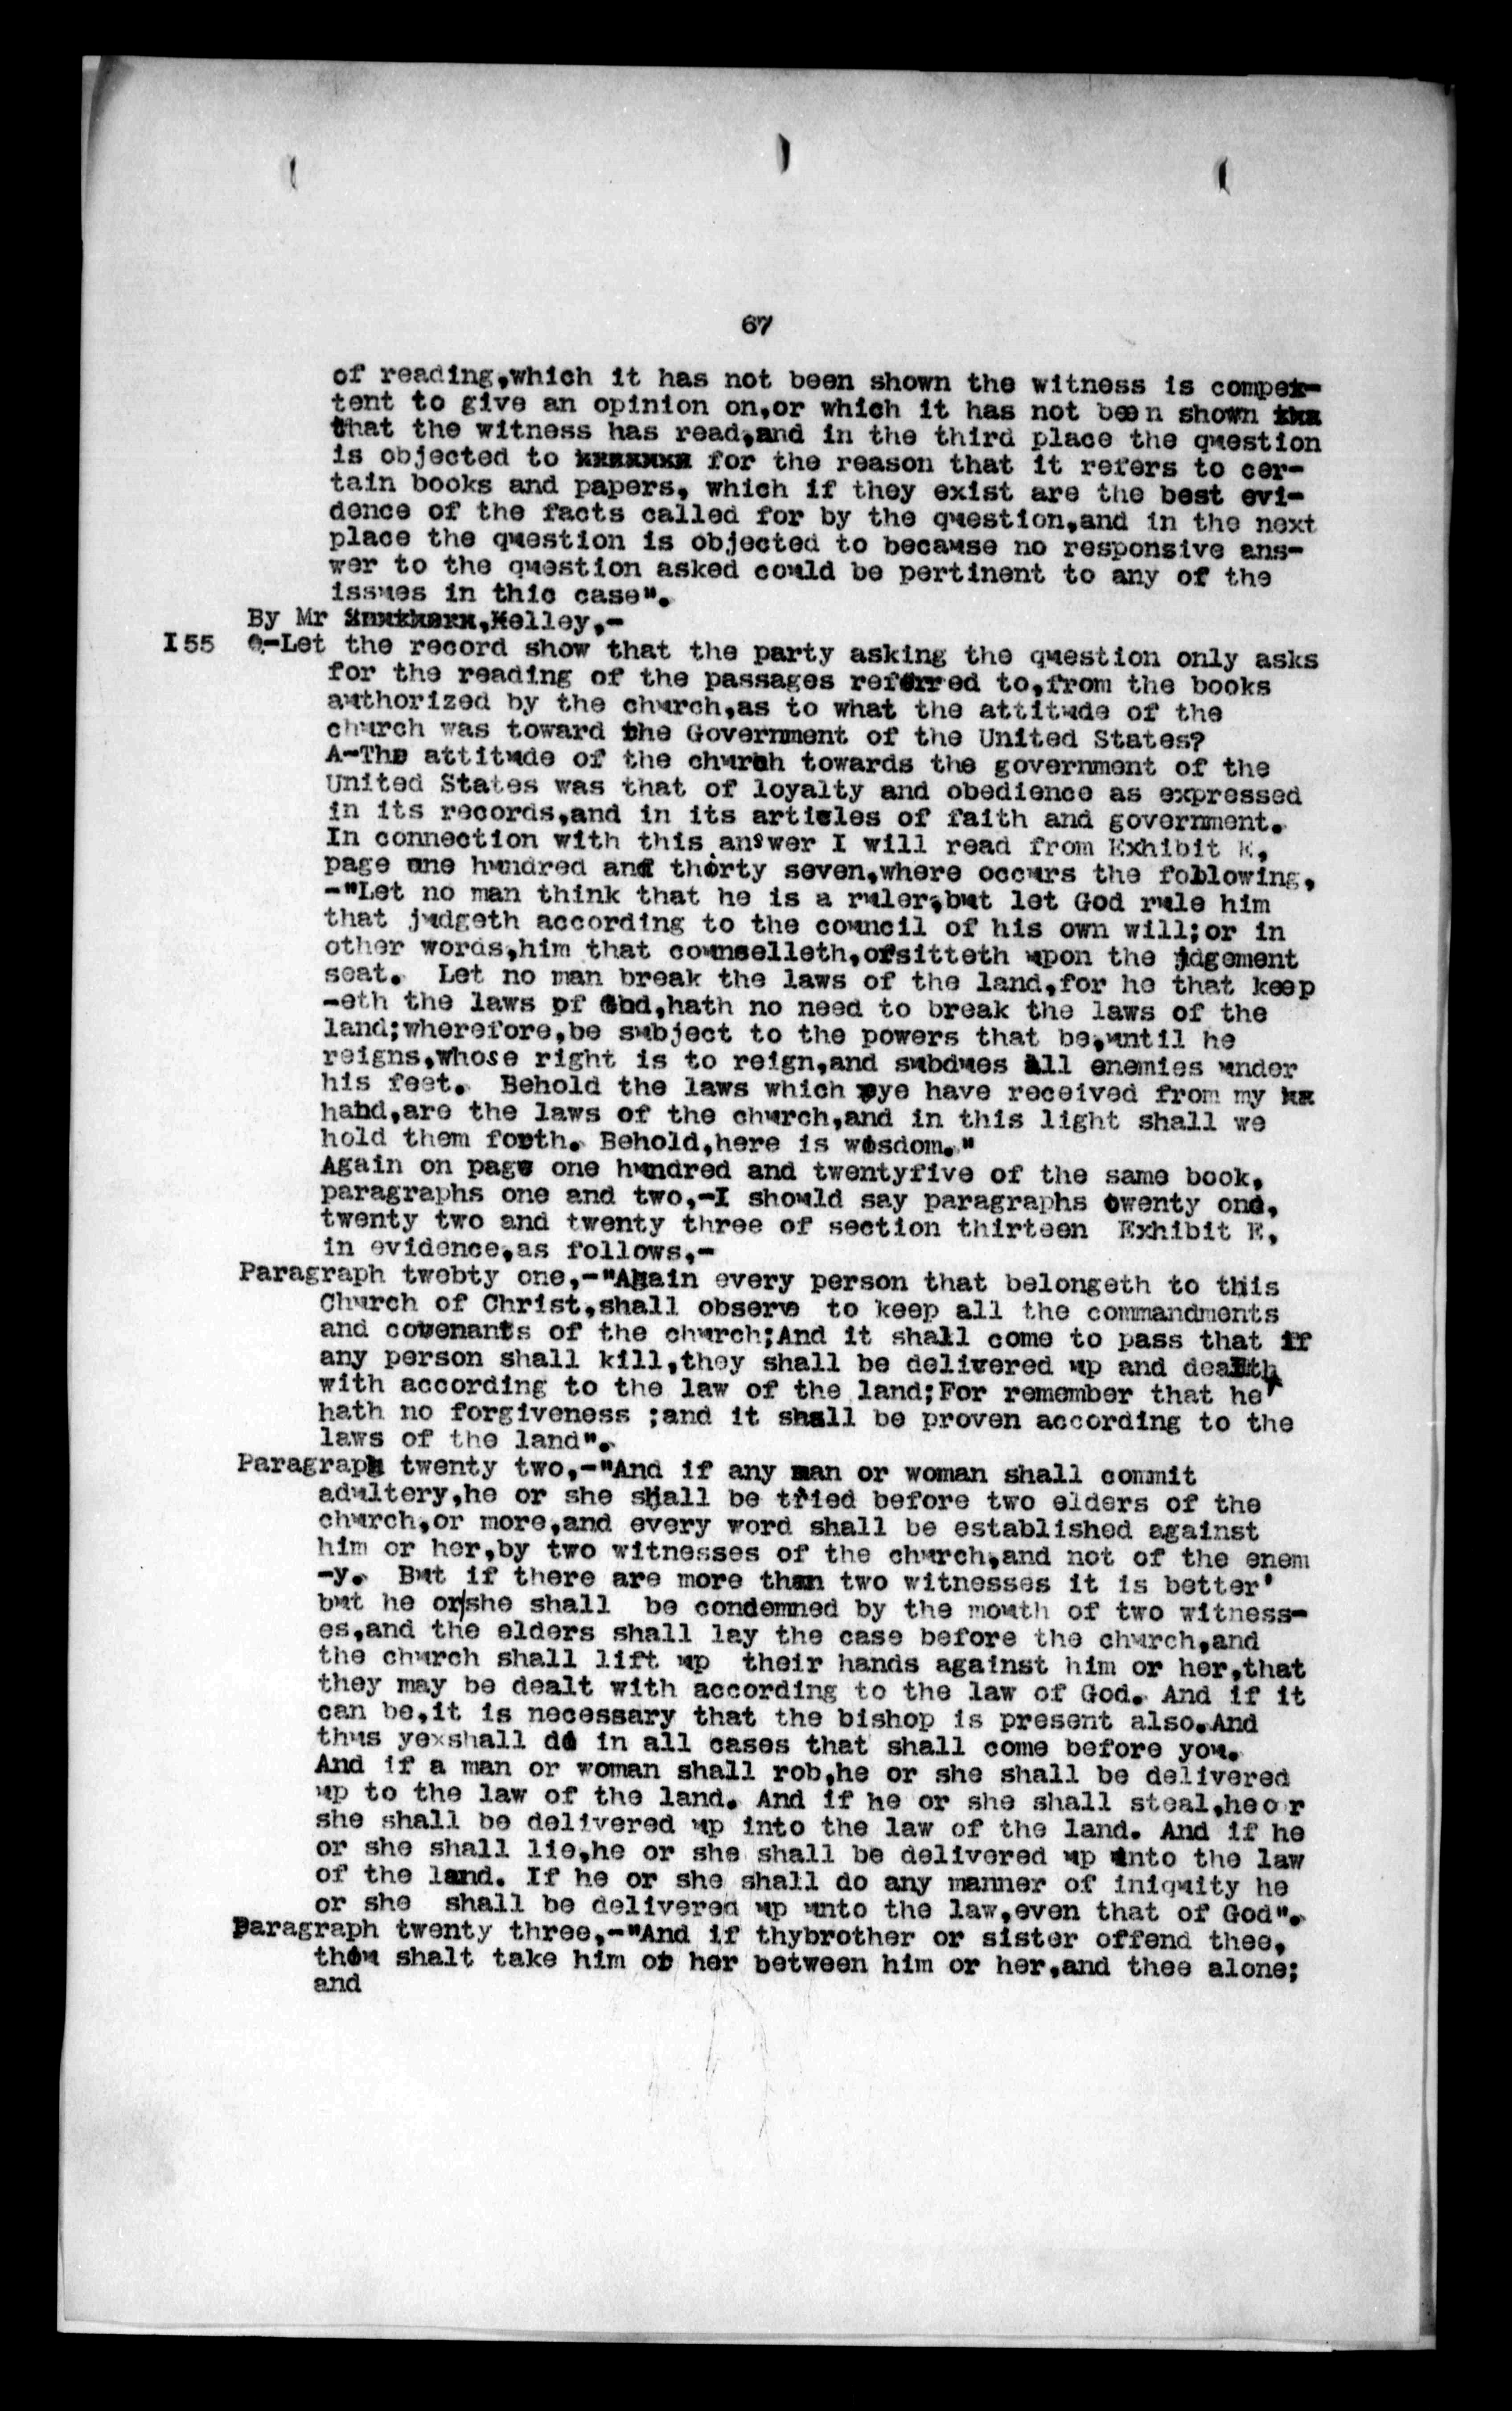 67
of reading,which it has not been shown the witness is compe-
tent to give an opinion on,or which it has not been shown
that the witness has read,and in the third place the question
is objected to for the reason that it refers to cer-
tain books and papers, which if they exist are the best evi-
dence of the facts called for by the question,and in the next
place the question is objected to because no responsive ans-
wer to the question asked could be pertinent to any of the
issues in thic case".
By Mr ,Kelley,-
I55 Q-Let the record show that the party asking the question only asks
for the reading of the passages referred to,from the books
authorized by the church,as to what the attitude of the
church was toward the Government of the United States?
A-The attitude of the church towards the government of the
United States was that of loyalty and obedience as expressed
in its records,and in its articles of faith and government.
In connection with this answer I will read from Exhibit E,
page one hundred and thirty seven,where occurs the following,
-"Let no man think that he is a ruler,but let God rule him
that judgeth according to the council of his own will;or in
other words,him that counselleth,orsitteth upon the jdgement
seat. Let no man break the laws of the land,for he that keep
-eth the laws of God,hath no need to break the laws of the
land;wherefore,be subject to the powers that be,until he
reigns,whose right is to reign,and subdues all enemies under
his feet. Behold the laws which ye have received from my
hand,are the laws of the church,and in this light shall we
hold them forth. Behold,here is wisdom."
Again on page one hundred and twentyfive of the same book,
paragraphs one and two,-I should say paragraphs twenty one,
twenty two and twenty three of section thirteen Exhibit E,
in evidence,as follows,-
Paragraph twebty one,-"Again every person that belongeth to this
Church of Christ,shall observe to keep all the commandments
and covenants of the church;And it shall come to pass that if
any person shall kill,they shall be delivered up and dealth
with according to the law of the land;For remember that he
hath no forgiveness ;and it shall be proven according to the
laws of the land".
Paragraph twenty two,-"And if any man or woman shall commit
adultery,he or she shall be tried before two elders of the
church,or more,and every word shall be established against
him or her,by two witnesses of the church,and not of the enem
-y. But if there are more than two witnesses it is better'
but he or/she shall be condemned by the mouth of two witness-
es,and the elders shall lay the case before the church,and
the church shall lift up their hands against him or her,that
they may be dealt with according to the law of God. And if it
can be,it is necessary that the bishop is present also.And
thus yexshall do in all cases that shall come before you.
And if a man or woman shall rob,he or she shall be delivered
up to the law of the land. And if he or she shall steal,heo r
she shall be delivered up into the law of the land. And if he
or she shall lie,he or she shall be delivered up unto the law
of the land. If he or she shall do any manner of iniquity he
or she shall be delivered up unto the law,even that of God".
Paragraph twenty three,-"And if thybrother or sister offend thee,
thou shalt take him or her between him or her,and thee alone;
and